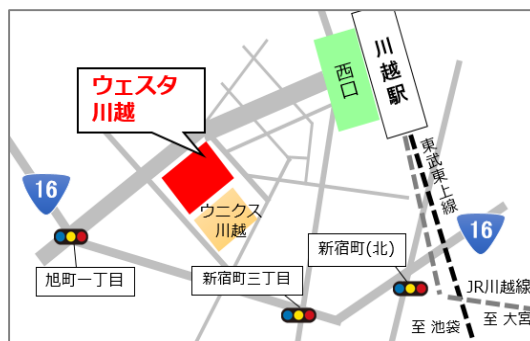 ウェスタ
川越
川越駅
西口
東武東上線
16
ウニクス
川越
16
旭町一丁目
新宿町三丁目
新宿町(北)
JR川越線
至 池袋
至 大宮